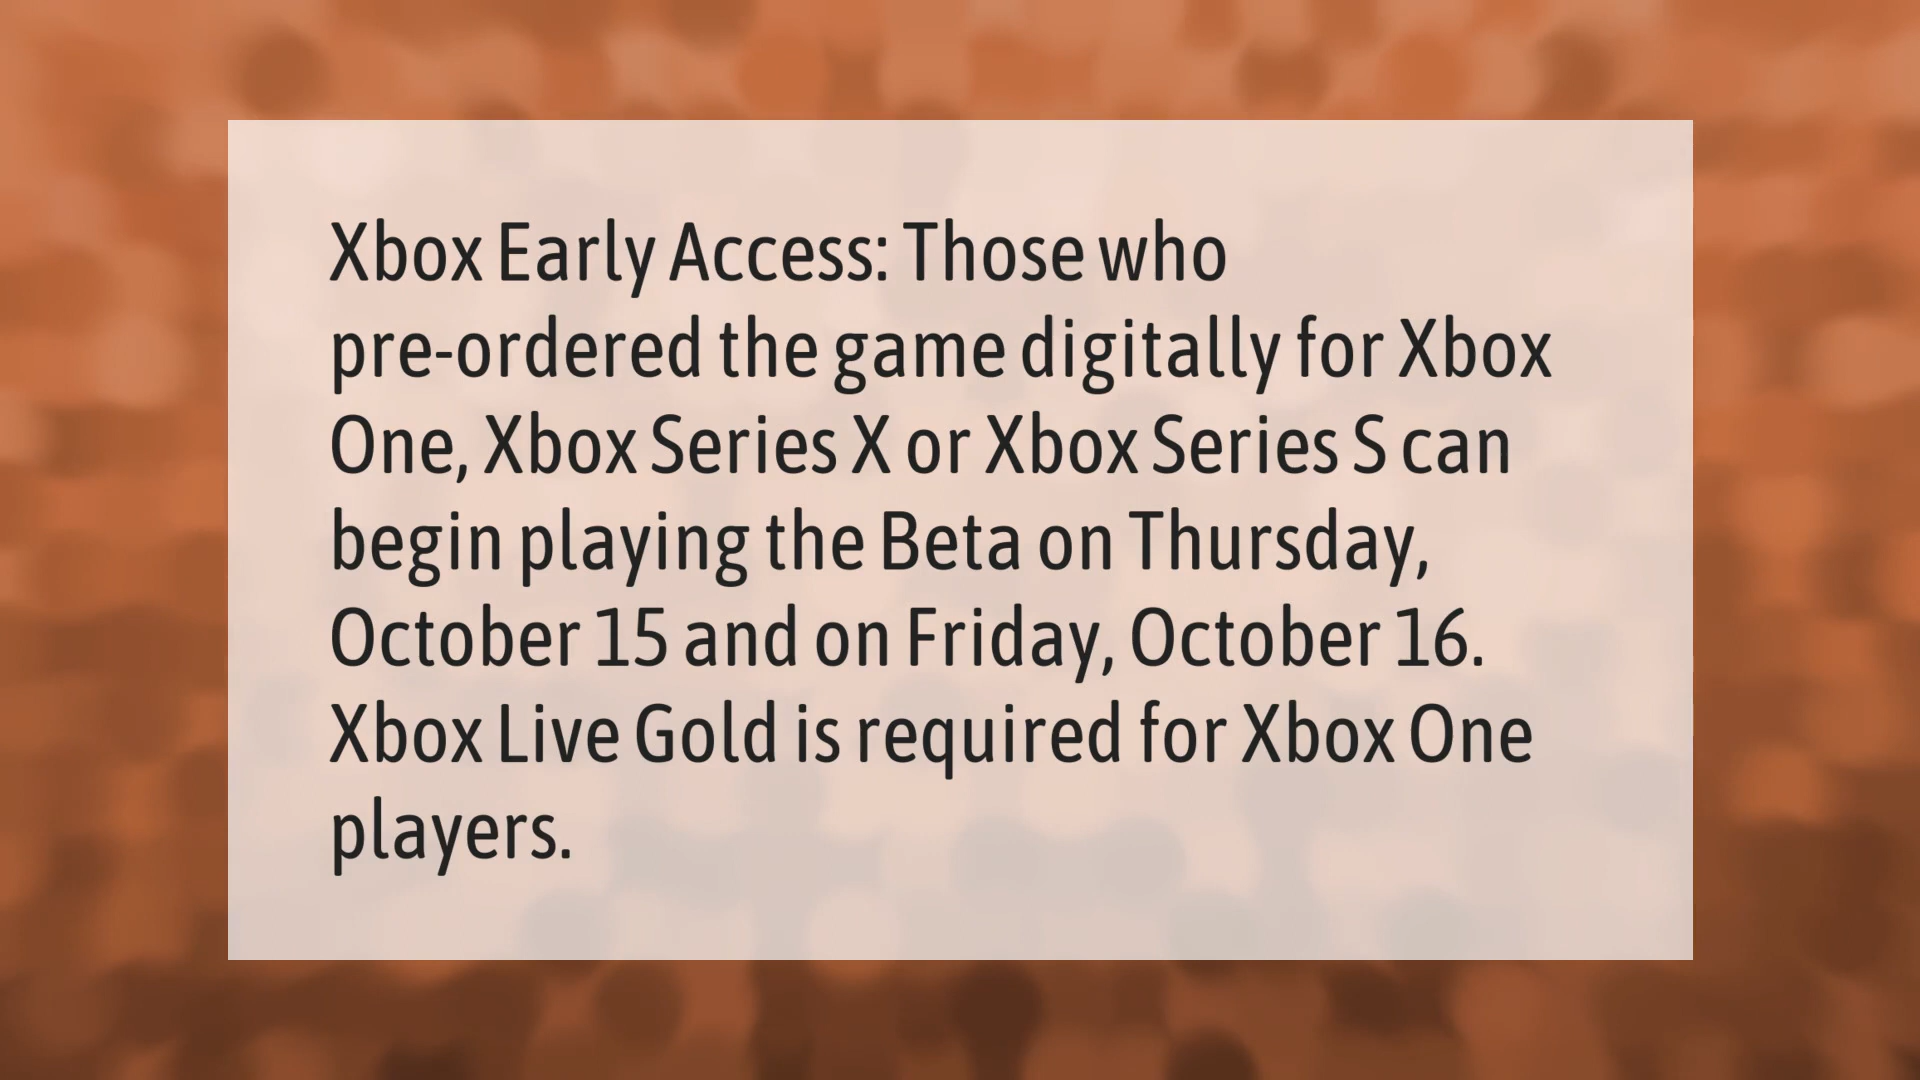 Xbox Early Access: Those who
pre-ordered the game digitally for Xbox
One, Xbox Series X or Xbox Series S can
begin playing the Beta on Thursday,
October 15 and on Friday, October 16.
Xbox Live Gold is required for Xbox One
players.